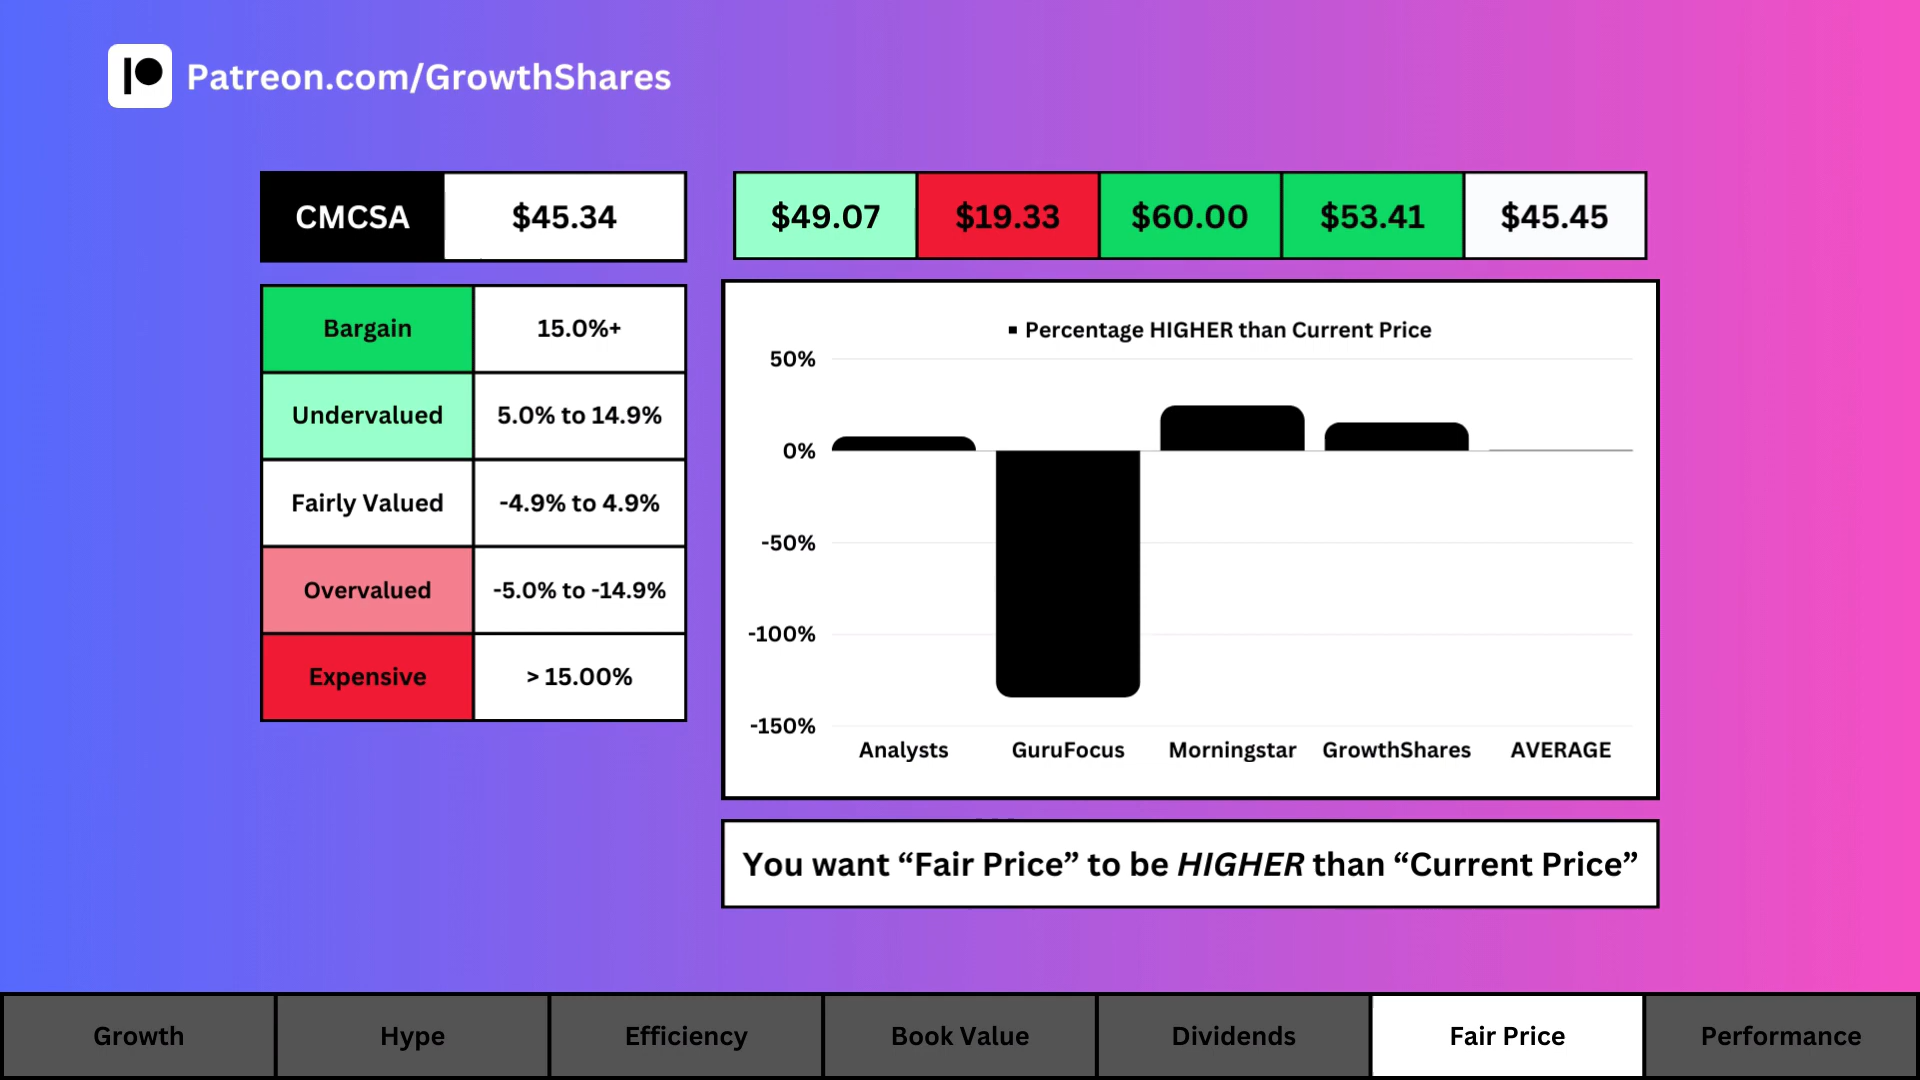 Patreon.com/GrowthShares
CMCSA $45.34
$49.07 $19.33 $60.00 $53.41 $45.45
Bargain 15.0%+
Undervalued 5.0% to 14.9%
Fairly Valued -4.9% to 4.9%
Overvalued -5.0% to -14.9%
Expensive > 15.00%
Percentage HIGHER than Current Price
50%
0%
-50%
-100%
-150%
Analysts GuruFocus Morningstar GrowthShares AVERAGE
You want “Fair Price” to be HIGHER than “Current Price”
Growth Hype Efficiency Book Value Dividends Fair Price Performance